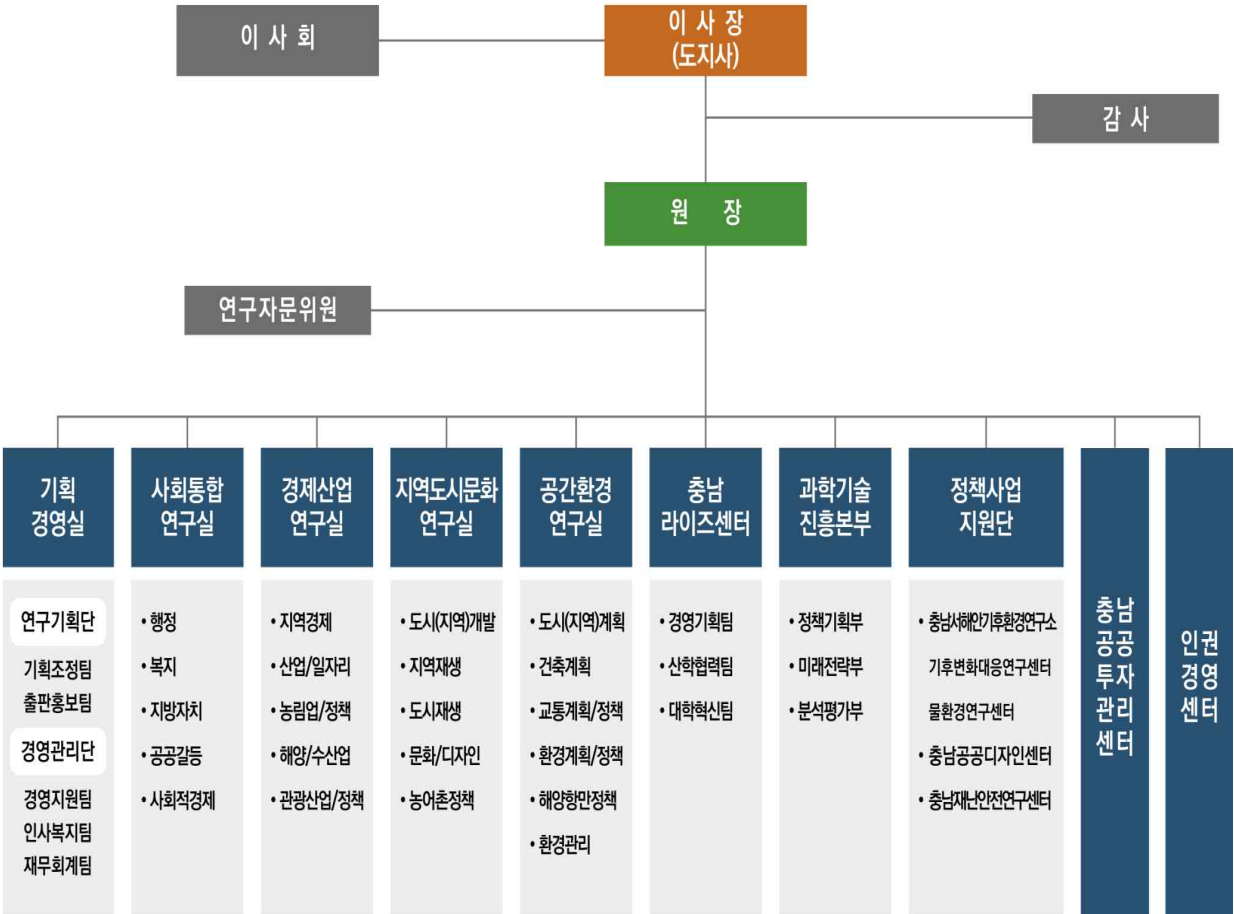 이 사 회
이 사 장
(도지사)
감 사
원 장
연구자문위원
기획
경영실
연구기획단
기획조정팀
출판홍보팀
경영관리단
경영지원팀
인사복지팀
재무회계팀
사회통합
연구실
• 행정
• 복지
• 지방자치
• 공공갈등
• 사회적경제
경제산업
연구실
• 지역경제
• 산업/일자리
• 농림업/정책
• 해양/수산업
• 관광산업/정책
지역도시문화
연구실
• 도시(지역)개발
• 지역재생
• 도시재생
• 문화/디자인
• 농어촌정책
공간환경
연구실
• 도시(지역)계획
• 건축계획
• 교통계획/정책
• 환경계획/정책
• 해양항만정책
• 환경관리
충남
라이즈센터
• 경영기획팀
• 산학협력팀
• 대학혁신팀
과학기술
진흥본부
• 정책기획부
• 미래전략부
• 분석평가부
정책사업
지원단
• 충남서해안기후환경연구소
기후변화대응연구센터
물환경연구센터
• 충남공공디자인센터
• 충남재난안전연구센터
충남
공공
투자
관리
센터
인권
경영
센터